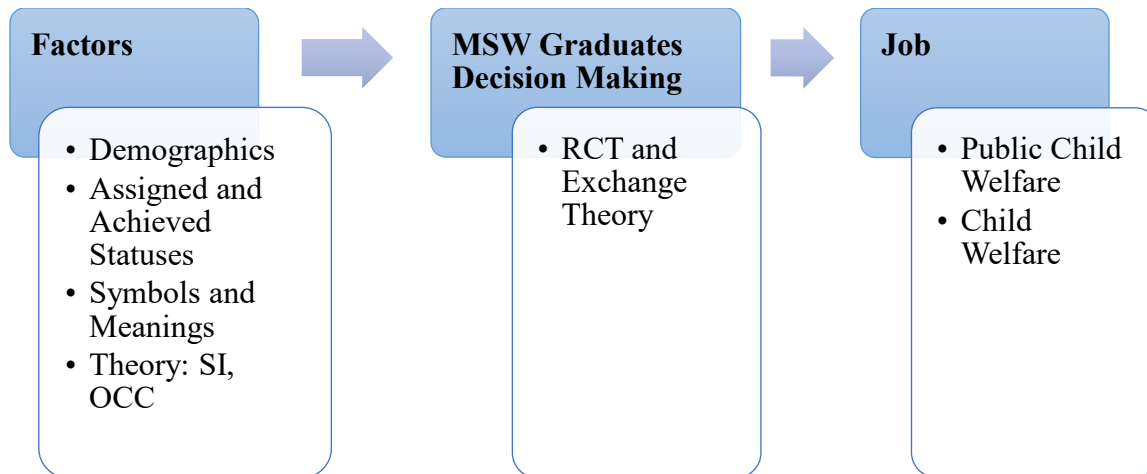 Factors
• Demographics
• Assigned and
Achieved
Statuses
• Symbols and
Meanings
• Theory: SI,
OCC
MSW Graduates
Decision Making
• RCT and
Exchange
Theory
Job
• Public Child
Welfare
• Child
Welfare